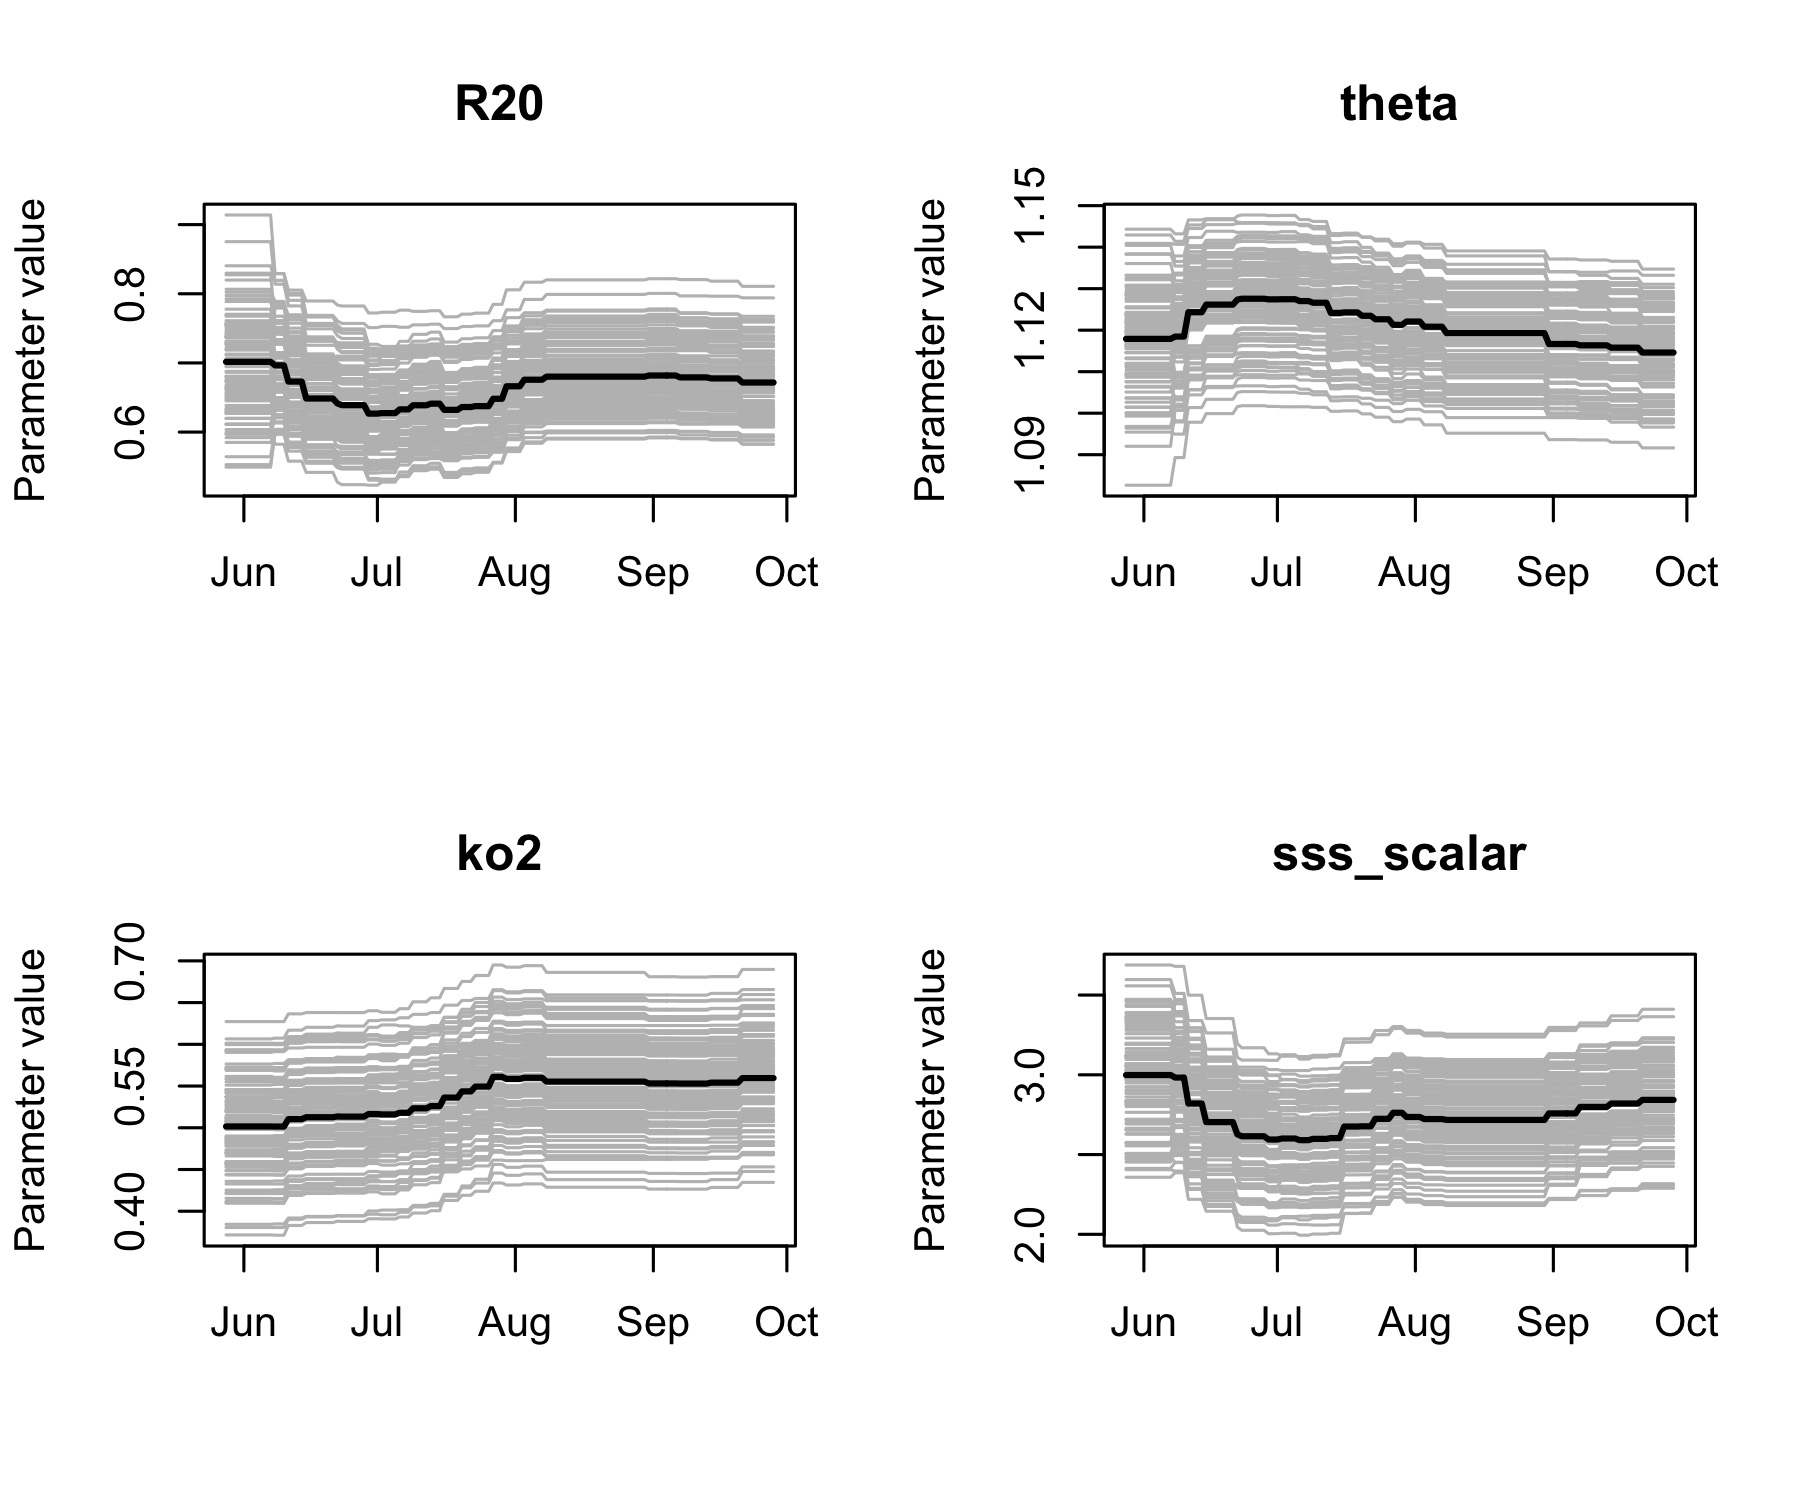 R20
Parameter value
0.8
0.6
Jun Jul Aug Sep Oct
theta
Parameter value
1.15
1.12
1.09
Jun Jul Aug Sep Oct
ko2
Parameter value
0.70
0.55
0.40
Jun Jul Aug Sep Oct
sss_scalar
Parameter value
3.0
2.0
Jun Jul Aug Sep Oct